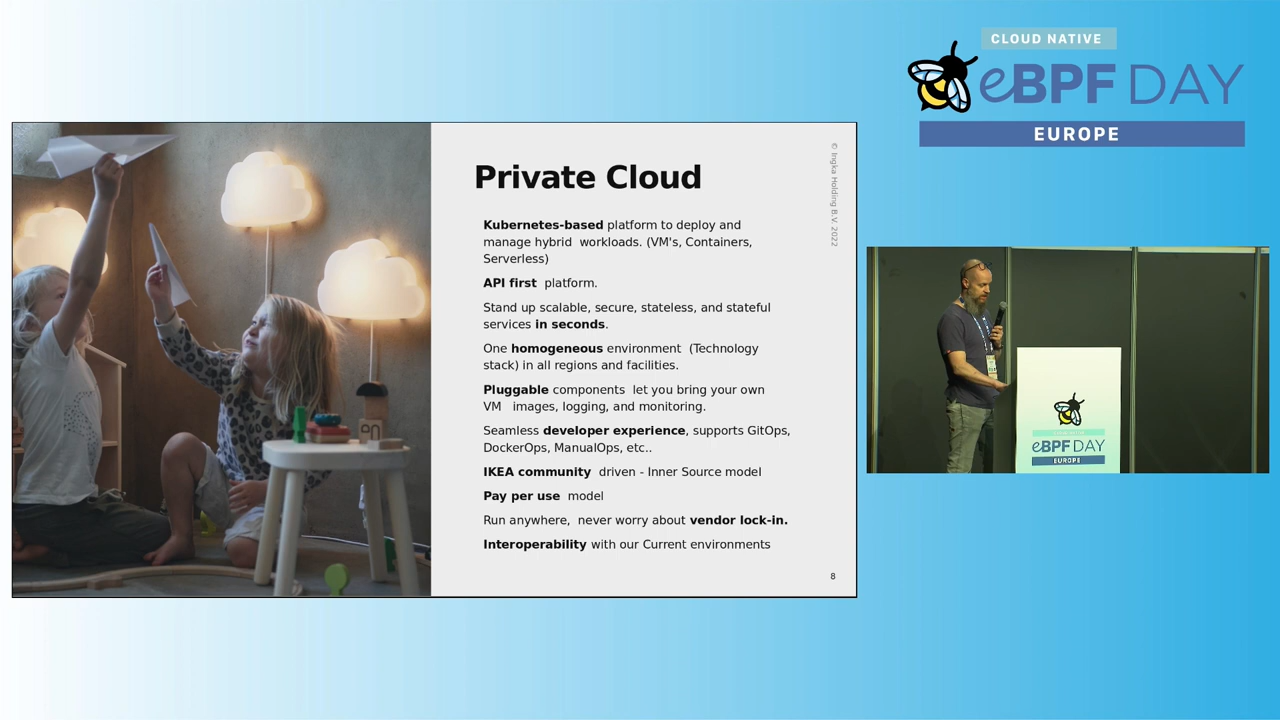 CLOUD NATIVE
eBPF DAY
EUROPE
Private Cloud
© Ingka Holding B.V. 2022
Kubernetes-based platform to deploy and
manage hybrid workloads. (VM's, Containers,
Serverless)
API first platform.
Stand up scalable, secure, stateless, and stateful
services in seconds.
One homogeneous environment (Technology
stack) in all regions and facilities.
Pluggable components let you bring your own
VM images, logging, and monitoring.
Seamless developer experience, supports GitOps,
DockerOps, ManualOps, etc..
IKEA community driven - Inner Source model
Pay per use model
Run anywhere, never worry about vendor lock-in.
Interoperability with our Current environments
8
eBPF DAY
EUROPE